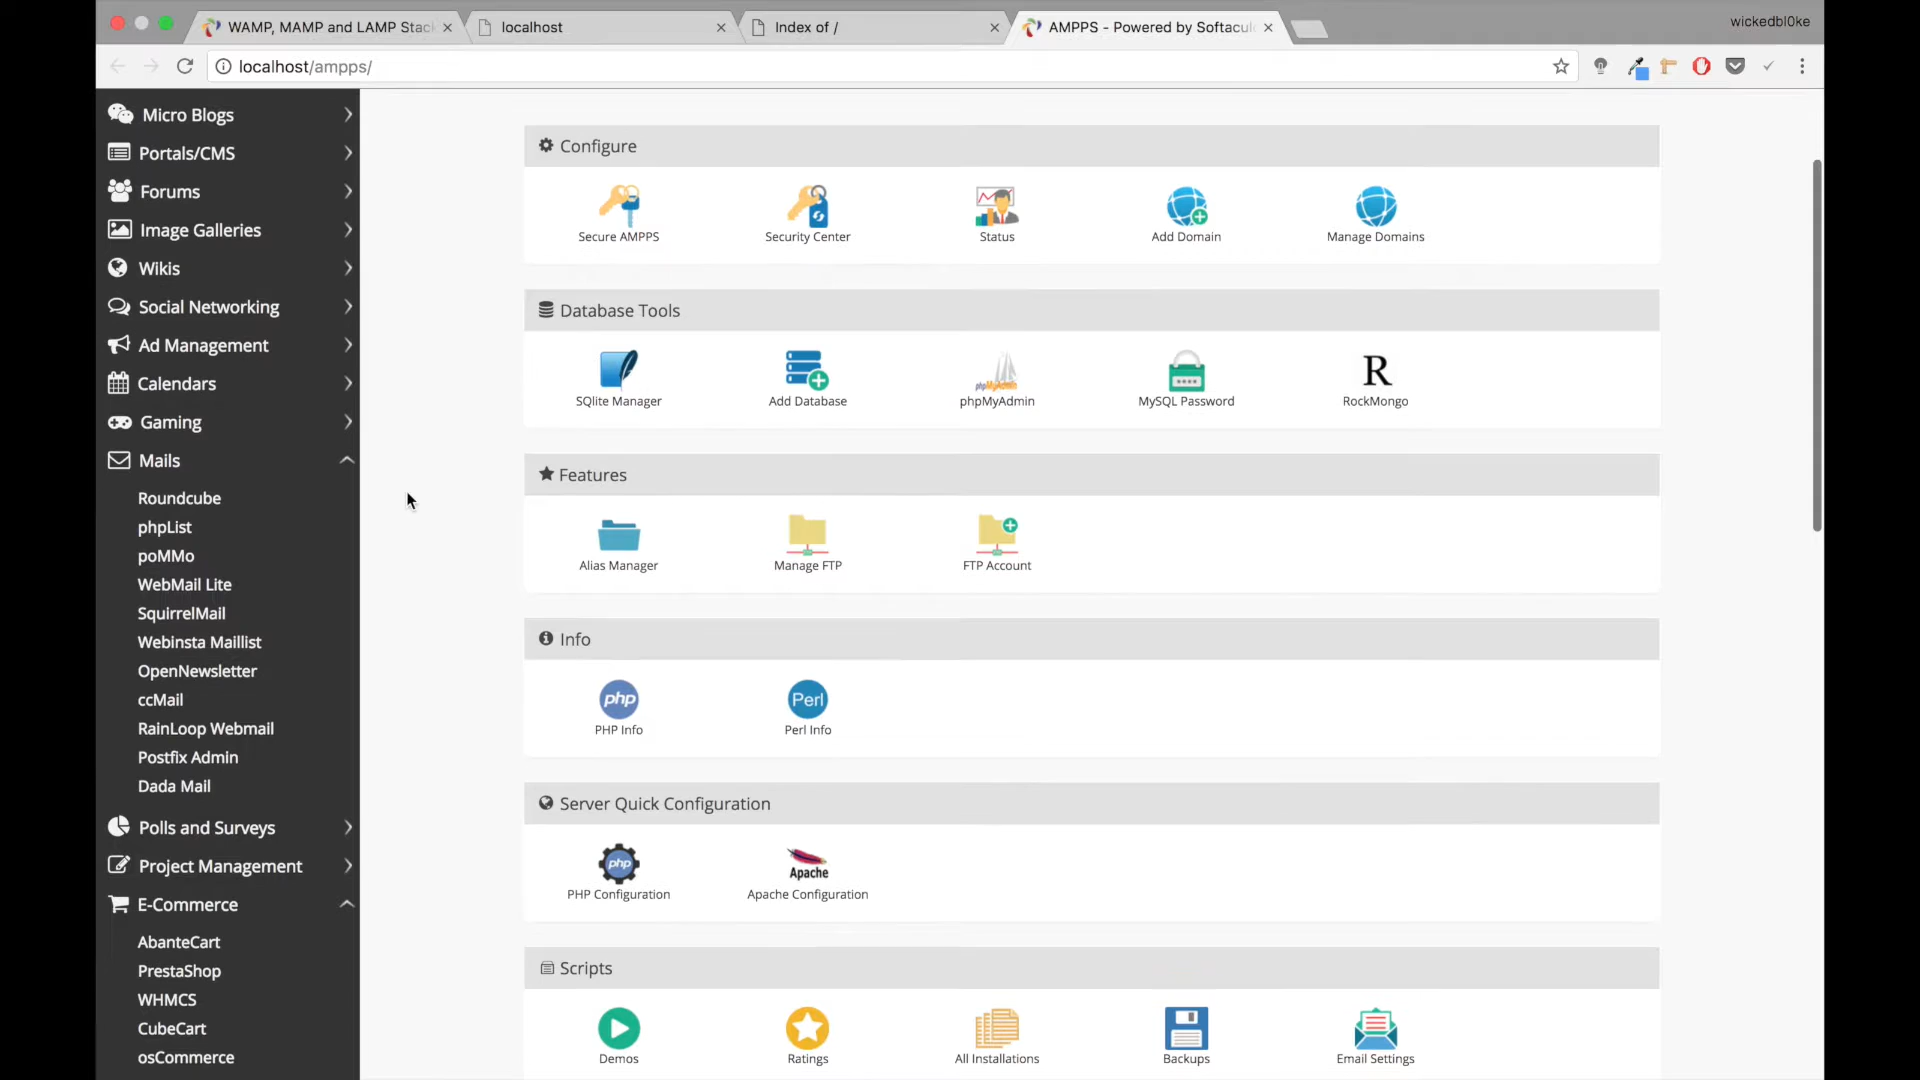 WAMP, MAMP and LAMP Stack
localhost
Index of /
AMPPS - Powered by Softacul
wickedbl0ke
localhost/ampps/
Micro Blogs
Portals/CMS
Forums
Image Galleries
Wikis
Social Networking
Ad Management
Calendars
Gaming
Mails
Roundcube
phpList
poMMo
WebMail Lite
SquirrelMail
Webinsta Maillist
OpenNewsletter
ccMail
RainLoop Webmail
Postfix Admin
Dada Mail
Polls and Surveys
Project Management
E-Commerce
AbanteCart
PrestaShop
WHMCS
CubeCart
osCommerce
Configure
Secure AMPPS
Security Center
Status
Add Domain
Manage Domains
Database Tools
phpMyAdmin
R
SQlite Manager
Add Database
phpMyAdmin
MySQL Password
RockMongo
Features
Alias Manager
Manage FTP
FTP Account
Info
php
Perl
PHP Info
Perl Info
Server Quick Configuration
php
Apache
PHP Configuration
Apache Configuration
Scripts
Demos
Ratings
All Installations
Backups
Email Settings